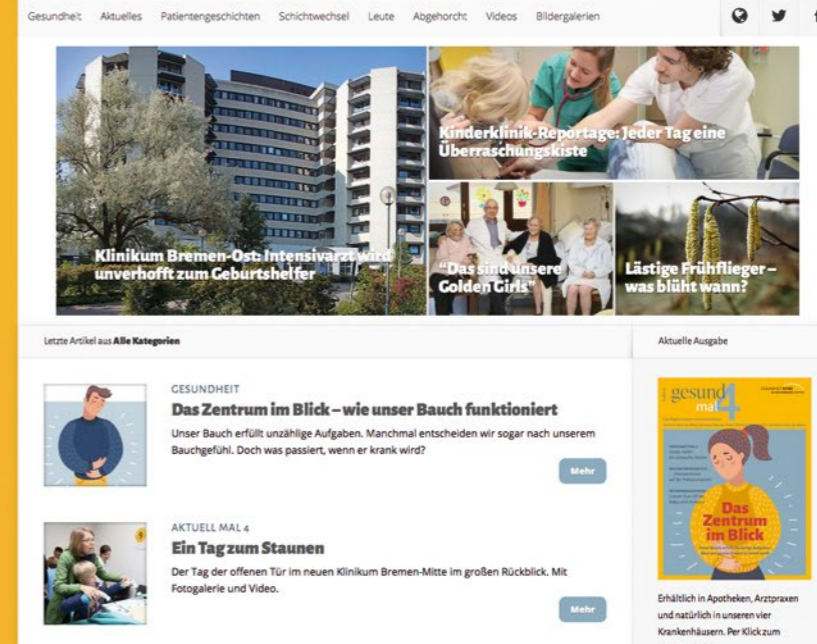 Gesundheit Aktuelles Patientengeschichten Schichtwechsel Leute Abgehorcht Videos Bildergalerien
Klinikum Bremen-Ost: Intensivarzt wird
unverhofft zum Geburtshelfer
Kinderklinik-Reportage: Jeder Tag eine
Überraschungskiste
"Das sind unsere
Golden Girls"
Lästige Frühflieger –
was blüht wann?
Letzte Artikel aus Alle Kategorien
GESUNDHEIT
Das Zentrum im Blick – wie unser Bauch funktioniert
Unser Bauch erfüllt unzählige Aufgaben. Manchmal entscheiden wir sogar nach unserem
Bauchgefühl. Doch was passiert, wenn er krank wird?
Mehr
AKTUELL MAL 4
Ein Tag zum Staunen
Der Tag der offenen Tür im neuen Klinikum Bremen-Mitte im großen Rückblick. Mit
Fotogalerie und Video.
Mehr
Aktuelle Ausgabe
gesund
mal 4
Das
Zentrum
im Blick
Erhältlich in Apotheken, Arztpraxen
und natürlich in unseren vier
Krankenhäusern. Per Klick zum